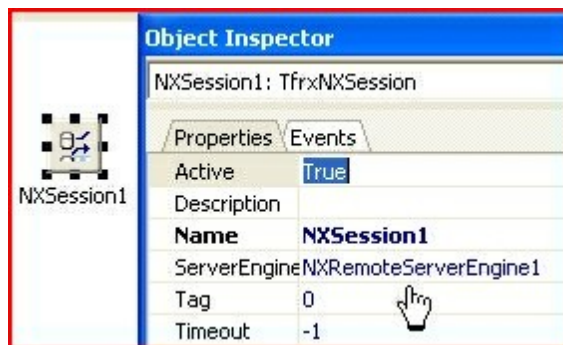 Object Inspector
NXSession1: TfrxNXSession
Properties Events
Active True
Description
Name NXSession1
ServerEngine NXRemoteServerEngine1
Tag 0
Timeout -1
NXSession1